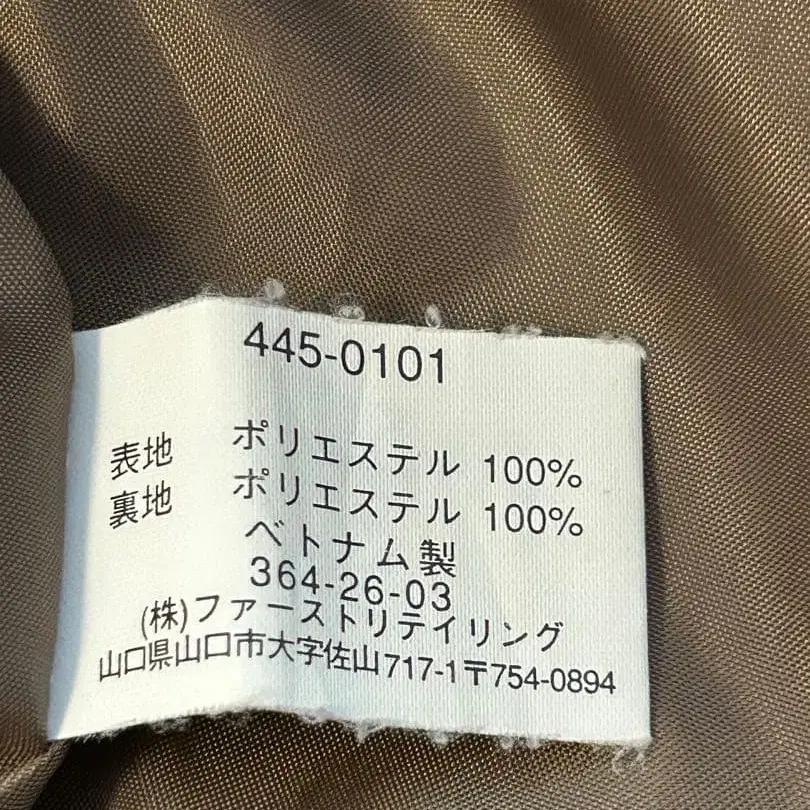 445-0101
表地 ポリエステル 100%
裏地 ポリエステル 100%
ベトナム製
364-26-03
(株)ファーストリテイリング
山口県山口市大字佐山717-1〒754-0894